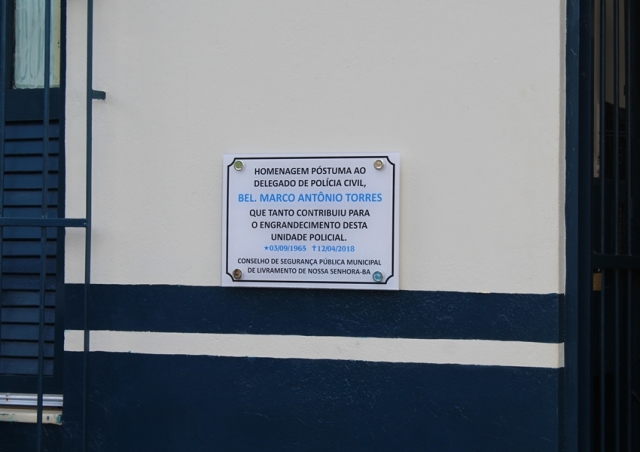 HOMENAGEM PÓSTUMA AO
DELEGADO DE POLÍCIA CIVIL,
BEL. MARCO ANTÔNIO TORRES
QUE TANTO CONTRIBUIU PARA
O ENGRANDECIMENTO DESTA
UNIDADE POLICIAL.
★03/09/1965 ✝12/04/2018
CONSELHO DE SEGURANÇA PÚBLICA MUNICIPAL
DE LIVRAMENTO DE NOSSA SENHORA-BA